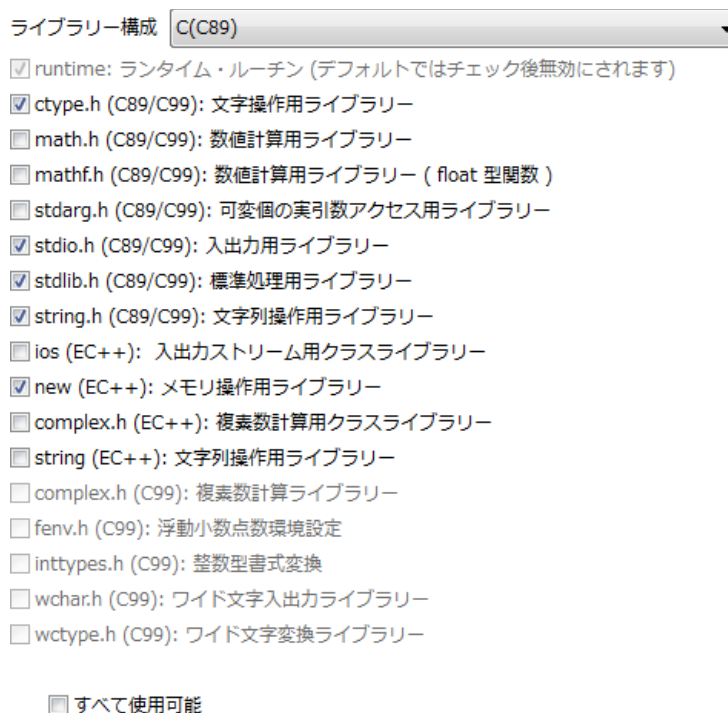 ライブラリー構成 C(C89)
runtime: ランタイム・ルーチン (デフォルトではチェック後無効にされます)
ctype.h (C89/C99): 文字操作用ライブラリー
math.h (C89/C99): 数値計算用ライブラリー
mathf.h (C89/C99): 数値計算用ライブラリー ( float 型関数 )
stdarg.h (C89/C99): 可変個の実引数アクセス用ライブラリー
stdio.h (C89/C99): 入出力用ライブラリー
stdlib.h (C89/C99): 標準処理用ライブラリー
string.h (C89/C99): 文字列操作用ライブラリー
ios (EC++): 入出力ストリーム用クラスライブラリー
new (EC++): メモリ操作用ライブラリー
complex.h (EC++): 複素数計算用クラスライブラリー
string (EC++): 文字列操作用ライブラリー
complex.h (C99): 複素数計算ライブラリー
fenv.h (C99): 浮動小数点数環境設定
inttypes.h (C99): 整数型書式変換
wchar.h (C99): ワイド文字入出力ライブラリー
wctype.h (C99): ワイド文字変換ライブラリー
すべて使用可能